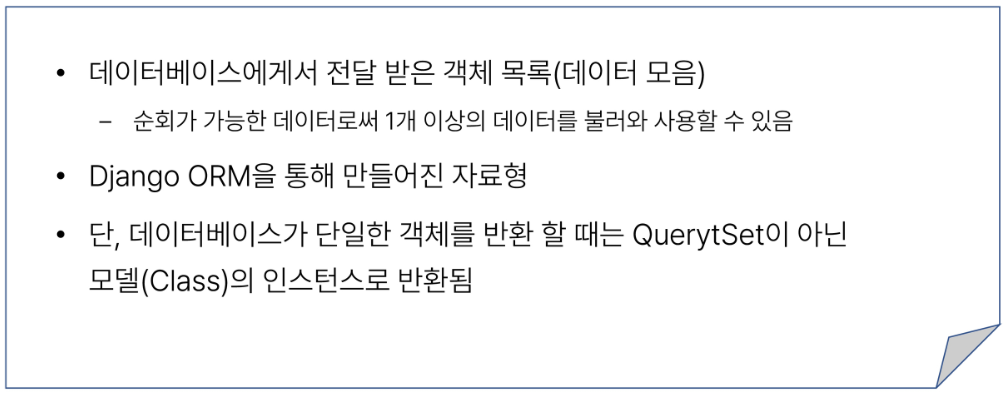 • 데이터베이스에게서 전달 받은 객체 목록(데이터 모음)
– 순회가 가능한 데이터로써 1개 이상의 데이터를 불러와 사용할 수 있음
• Django ORM을 통해 만들어진 자료형
• 단, 데이터베이스가 단일한 객체를 반환 할 때는 QuerytSet이 아닌
모델(Class)의 인스턴스로 반환됨